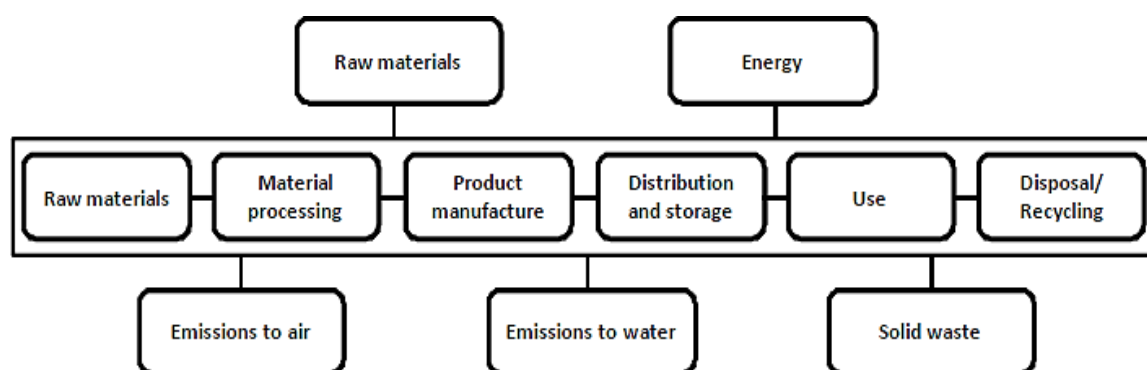 Raw materials
Energy
Raw materials
Material
processing
Product
manufacture
Distribution
and storage
Use
Disposal/
Recycling
Emissions to air
Emissions to water
Solid waste